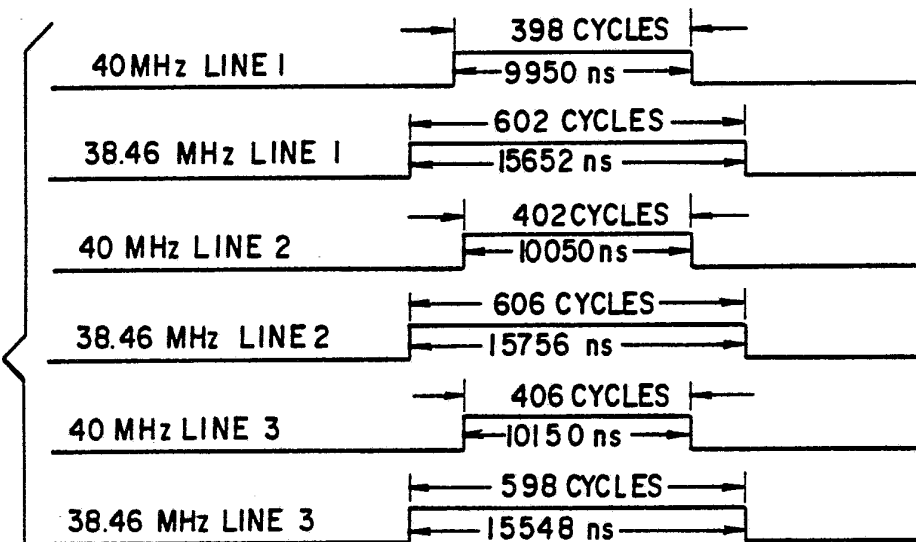 398 CYCLES
40MHz LINE 1
9950 ns
602 CYCLES
38.46 MHz LINE 1
15652 ns
402CYCLES
40 MHz LINE 2
10050ns
606 CYCLES
38.46 MHz LINE2
15756 ns
406 CYCLES
40 MHz LINE 3
10150 ns
598 CYCLES
38.46 MHz LINE 3
15548 ns